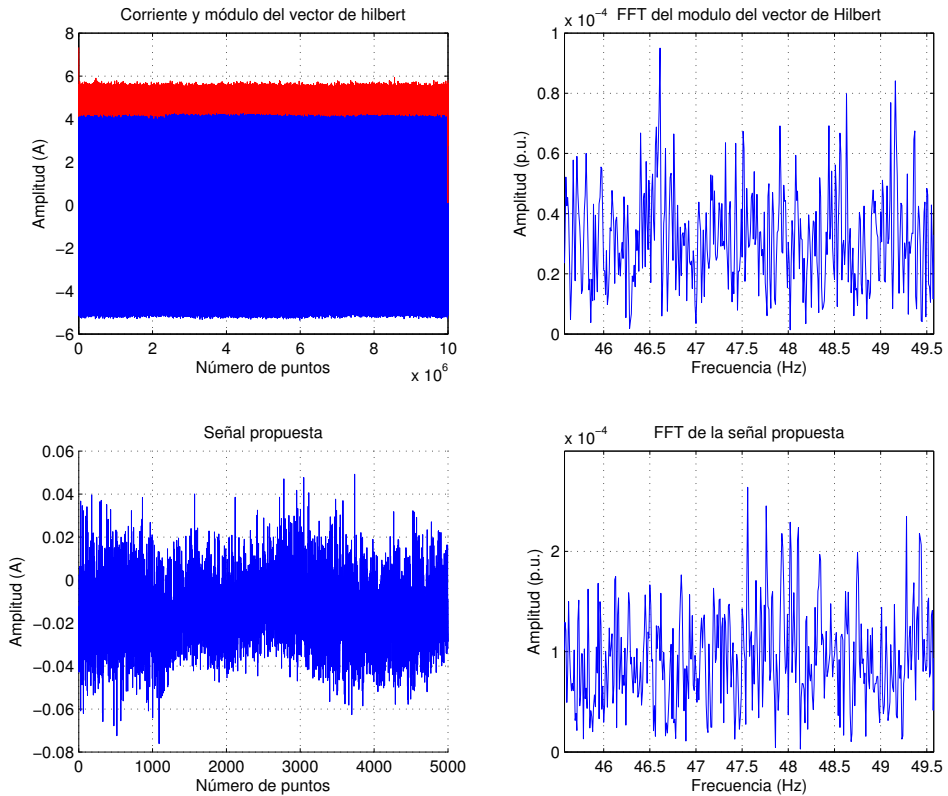 Corriente y módulo del vector de hilbert
8
6
4
2
0
−2
−4
−6
Amplitud (A)
0 2 4 6 8 10
Número de puntos
x 10^6
FFT del modulo del vector de Hilbert
x 10^−4
1
0.8
0.6
0.4
0.2
0
Amplitud (p.u.)
46 46.5 47 47.5 48 48.5 49 49.5
Frecuencia (Hz)
Señal propuesta
0.06
0.04
0.02
0
−0.02
−0.04
−0.06
−0.08
Amplitud (A)
0 1000 2000 3000 4000 5000
Número de puntos
FFT de la señal propuesta
x 10^−4
2
1
0
Amplitud (p.u.)
46 46.5 47 47.5 48 48.5 49 49.5
Frecuencia (Hz)